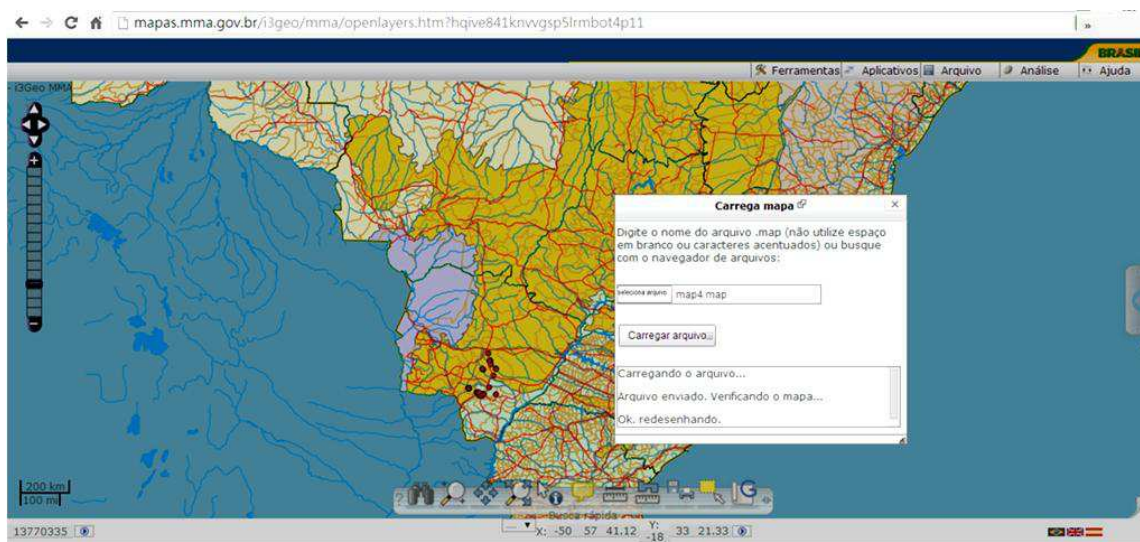 mapas.mma.gov.br/i3geo/mma/openlayers.htm?hqive841knvvgsp5lrmbot4p11
»
BRASIL
Ferramentas Aplicativos Arquivo Análise Ajuda
i3Geo MMA
Carrega mapa
Digite o nome do arquivo .map (não utilize espaço
em branco ou caracteres acentuados) ou busque
com o navegador de arquivos:
seleciona arquivo map4 map
Carregar arquivo...
Carregando o arquivo...
Arquivo enviado. Verificando o mapa...
Ok. redesenhando.
200 km
100 mi
Busca rápida
13770335 ... X: -50 57 41.12 Y: -18 33 21.33